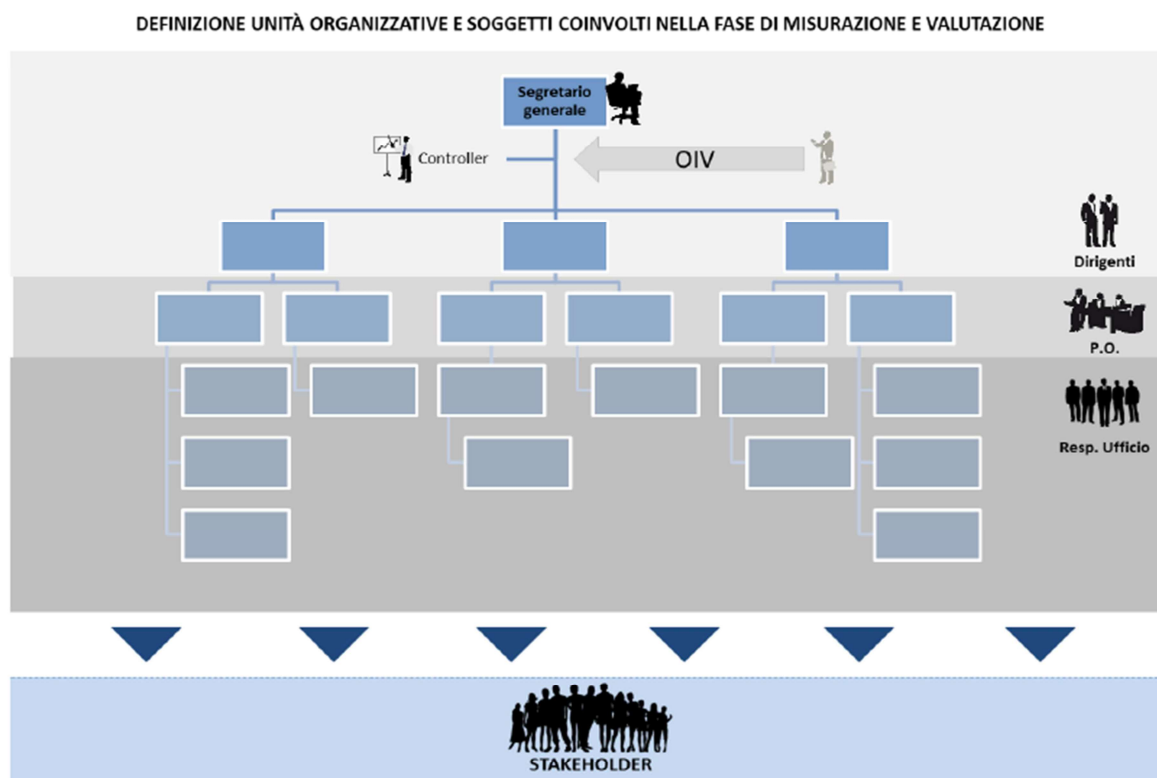 DEFINIZIONE UNITÀ ORGANIZZATIVE E SOGGETTI COINVOLTI NELLA FASE DI MISURAZIONE E VALUTAZIONE
Segretario
generale
Controller
OIV
Dirigenti
P.O.
Resp. Ufficio
STAKEHOLDER